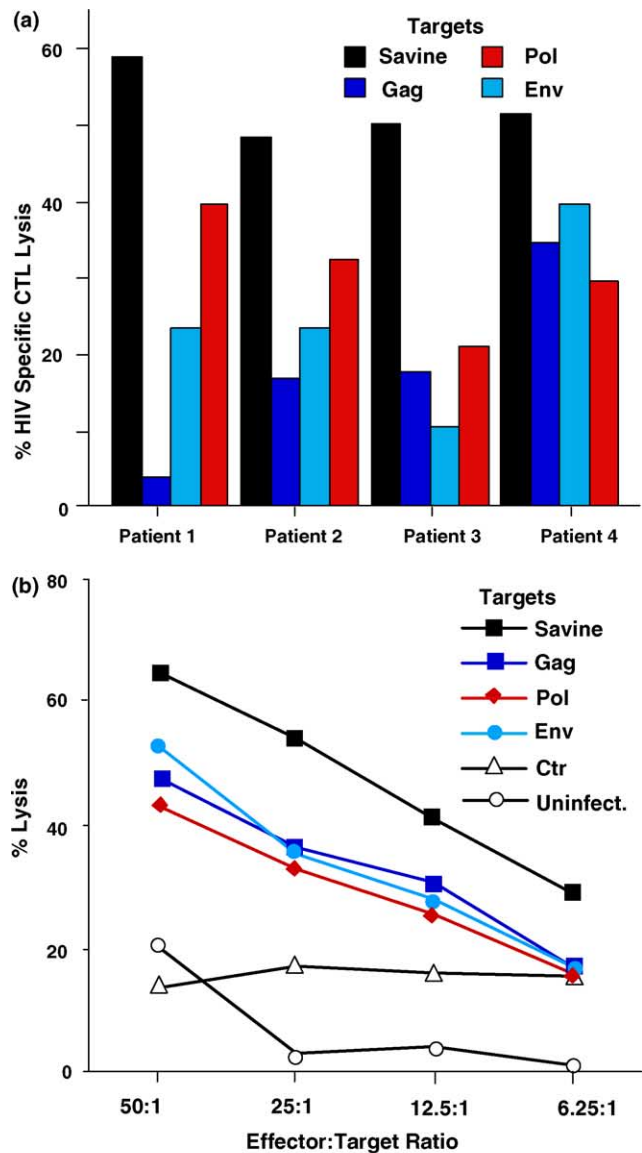 (a)
Targets
Savine Pol
Gag Env
% HIV Specific CTL Lysis
60
40
20
0
Patient 1 Patient 2 Patient 3 Patient 4
(b)
Targets
Savine
Gag
Pol
Env
Ctr
Uninfect.
% Lysis
80
60
40
20
0
50:1 25:1 12.5:1 6.25:1
Effector:Target Ratio